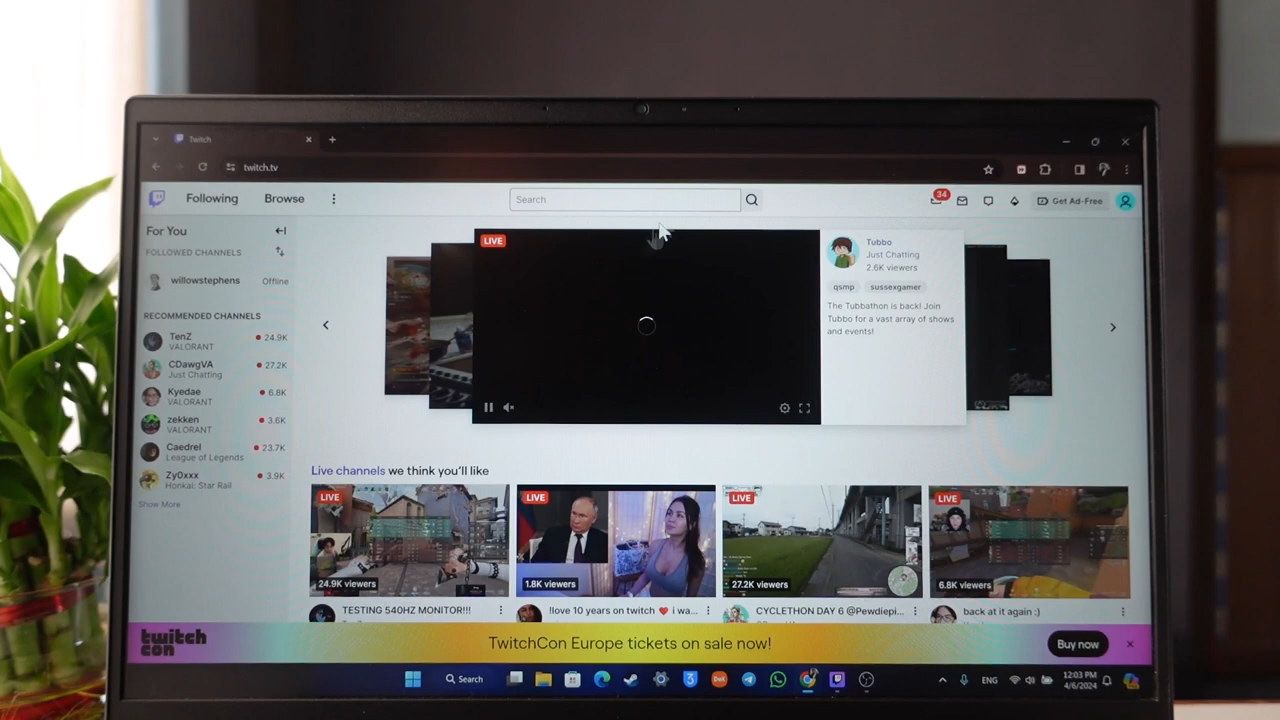 Twitch
twitch.tv
Following
Browse
Search
34
Get Ad-Free
For You
FOLLOWED CHANNELS
willowstephens
Offline
RECOMMENDED CHANNELS
TenZ
24.9K
VALORANT
CDawgVA
27.2K
Just Chatting
Kyedae
6.8K
VALORANT
zekken
3.6K
VALORANT
Caedrel
23.7K
League of Legends
Zy0xxx
3.9K
Honkai: Star Rail
Show More
LIVE
Tubbo
Just Chatting
2.6K viewers
qsmp
sussexgamer
The Tubbathon is back! Join
Tubbo for a vast array of shows
and events!
Live channels we think you'll like
LIVE
24.9K viewers
TESTING 540HZ MONITOR!!!
LIVE
1.8K viewers
!love 10 years on twitch ❤️ i wa...
LIVE
27.2K viewers
CYCLETHON DAY 6 @Pewdiepi...
LIVE
6.8K viewers
back at it again :)
twitch
con
TwitchCon Europe tickets on sale now!
Buy now
Search
ENG
12:03 PM
4/6/2024